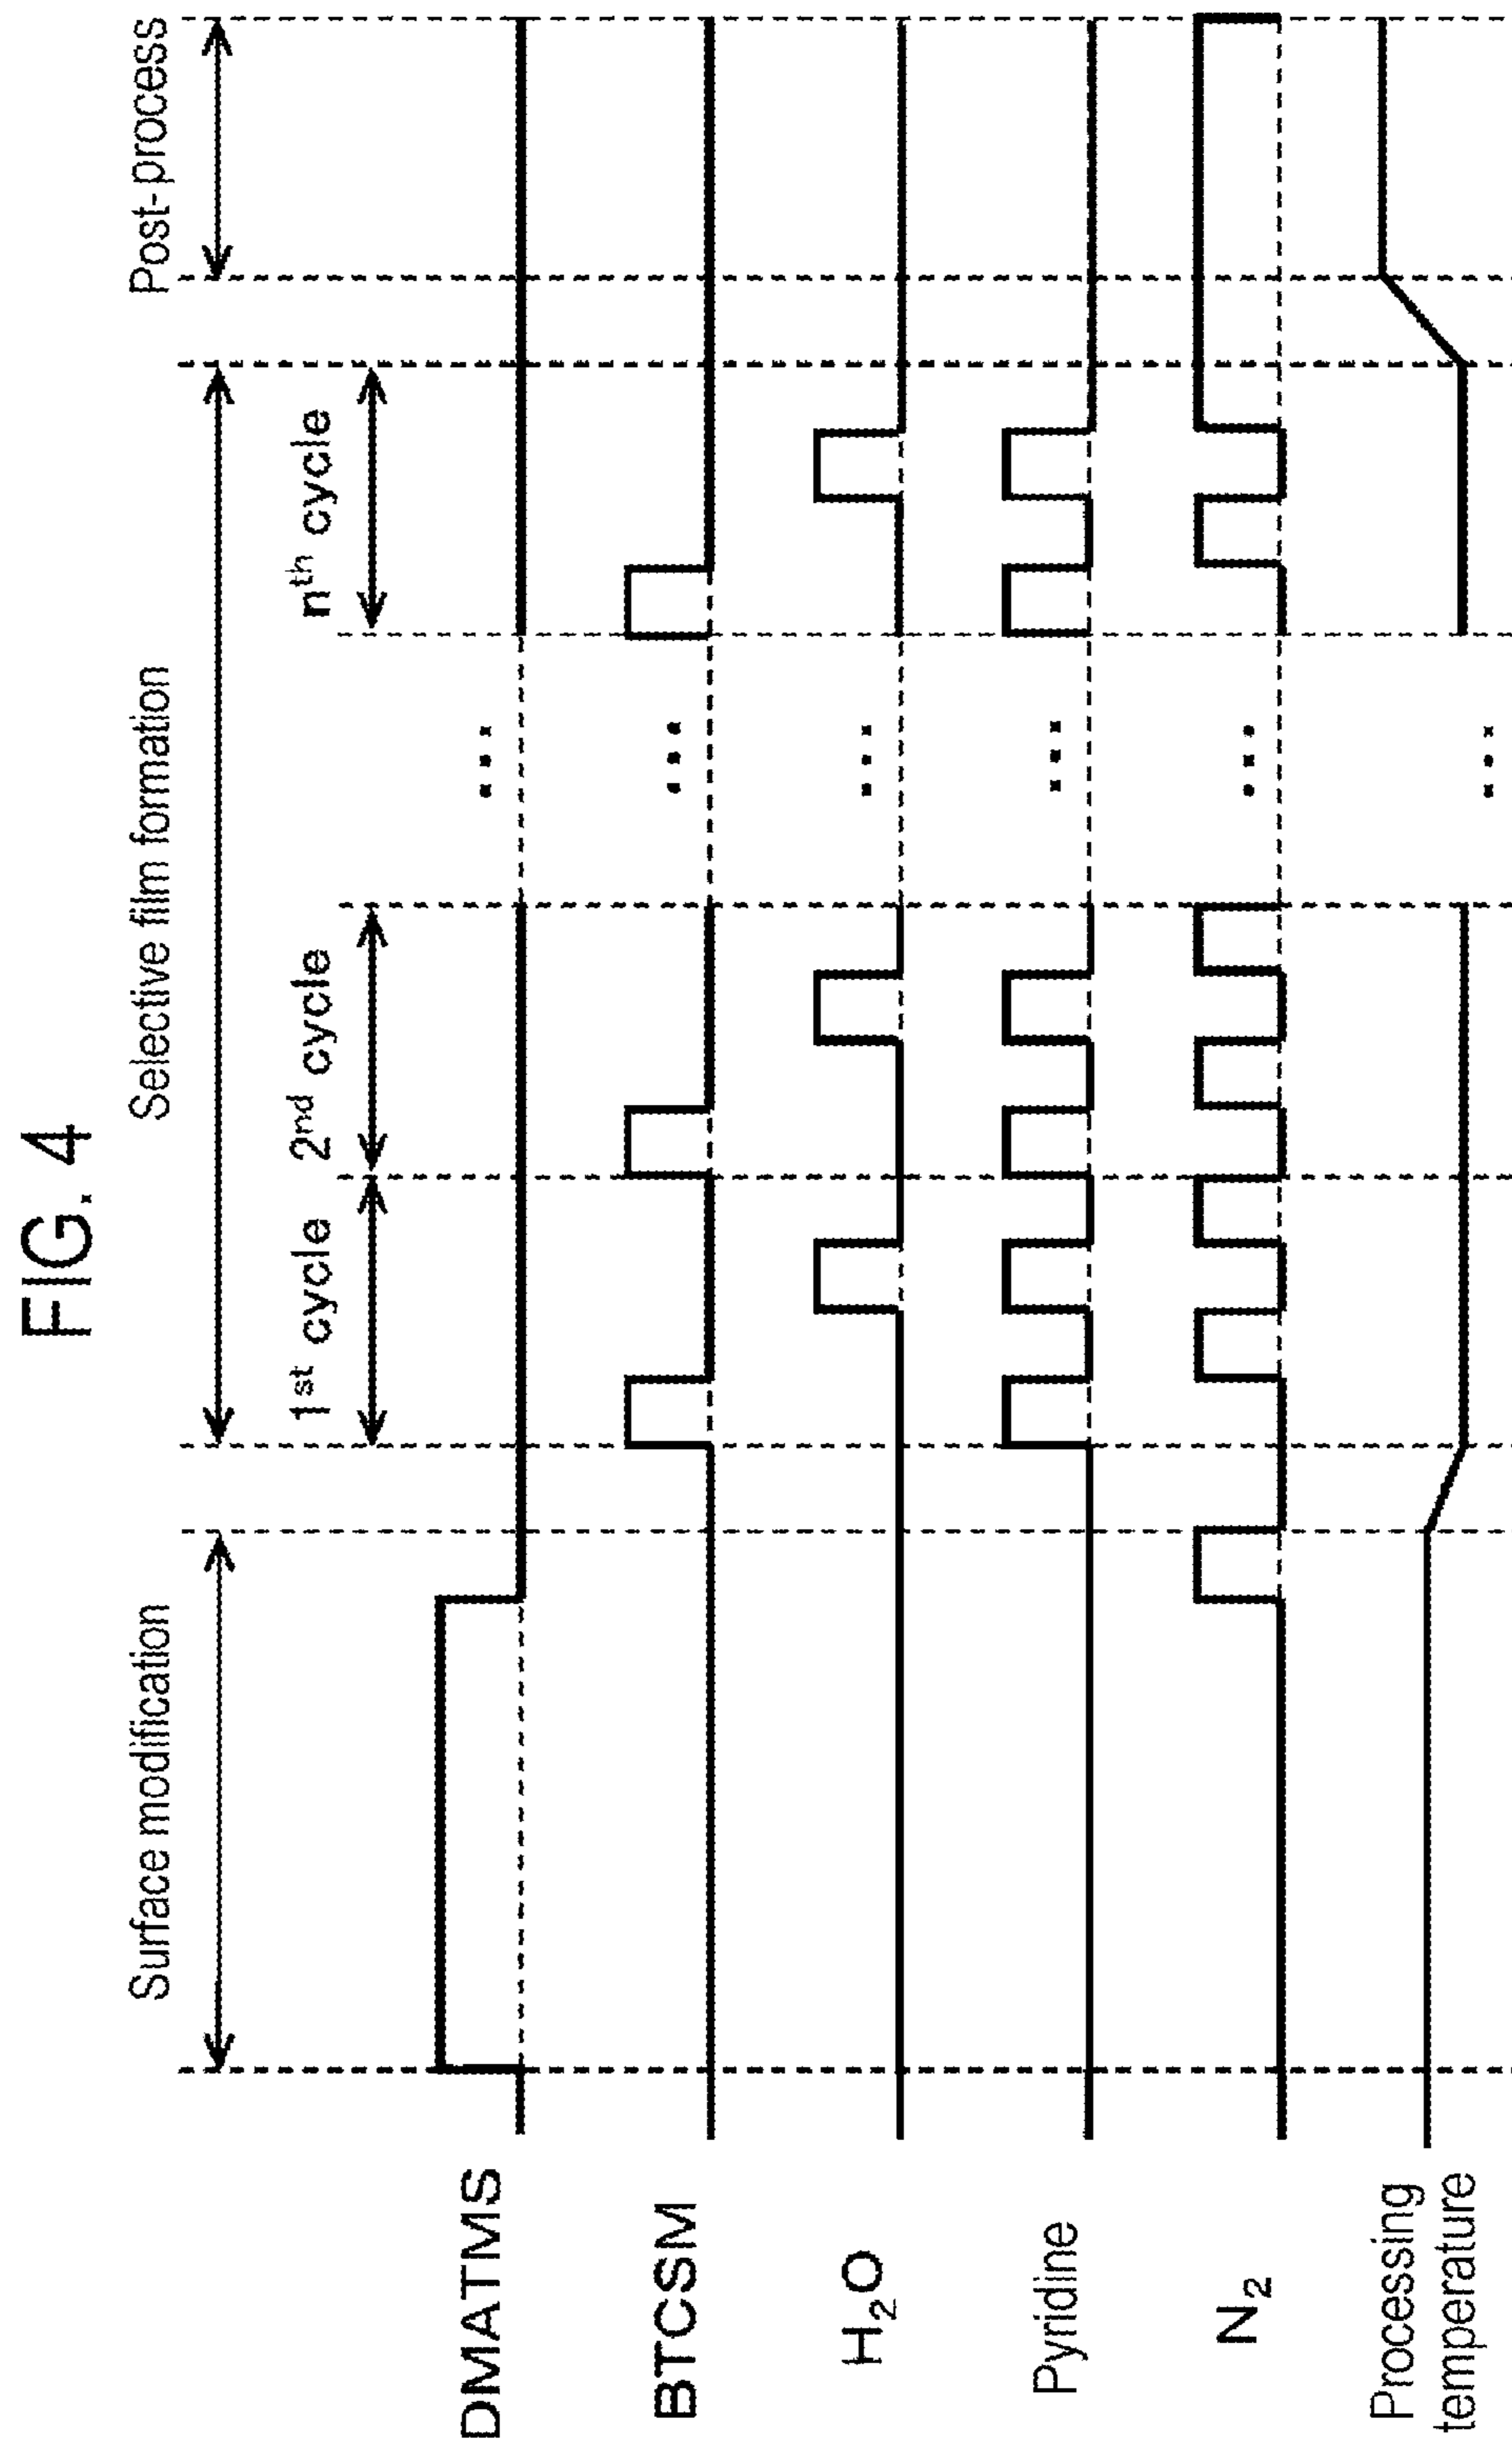 FIG. 4
Surface modification
Selective film formation
Post-process
1st cycle
2nd cycle
nth cycle
DMATMS
BTCSM
H₂O
Pyridine
N₂
Processing
temperature